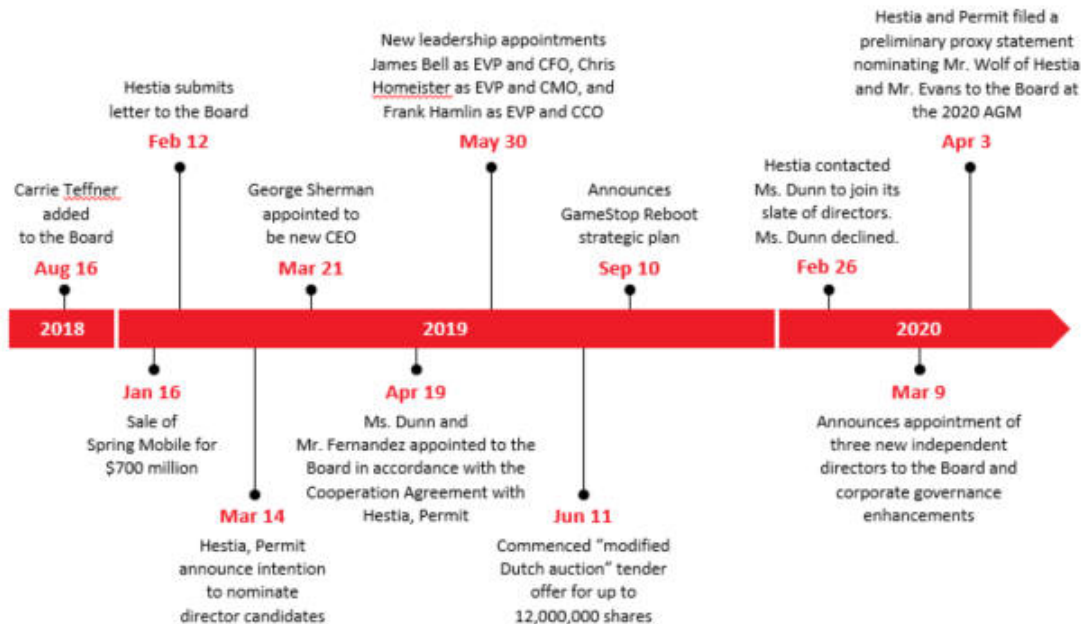 Carrie Teffner
added
to the Board
Aug 16
Hestia submits
letter to the Board
Feb 12
George Sherman
appointed to
be new CEO
Mar 21
New leadership appointments
James Bell as EVP and CFO, Chris
Homeister as EVP and CMO, and
Frank Hamlin as EVP and CCO
May 30
Announces
GameStop Reboot
strategic plan
Sep 10
Hestia contacted
Ms. Dunn to join its
slate of directors.
Ms. Dunn declined.
Feb 26
Hestia and Permit filed a
preliminary proxy statement
nominating Mr. Wolf of Hestia
and Mr. Evans to the Board at
the 2020 AGM
Apr 3
2018
2019
2020
Jan 16
Sale of
Spring Mobile for
$700 million
Mar 14
Hestia, Permit
announce intention
to nominate
director candidates
Apr 19
Ms. Dunn and
Mr. Fernandez appointed to the
Board in accordance with the
Cooperation Agreement with
Hestia, Permit
Jun 11
Commenced "modified
Dutch auction" tender
offer for up to
12,000,000 shares
Mar 9
Announces appointment of
three new independent
directors to the Board and
corporate governance
enhancements